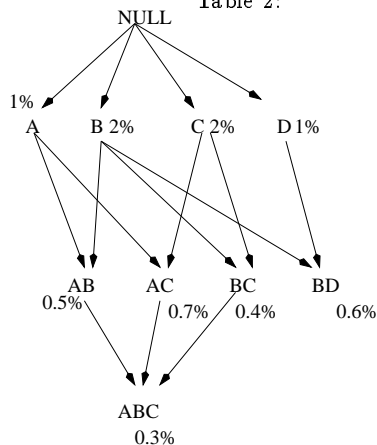 Table 2:
NULL
1%
A B 2% C 2% D 1%
AB AC BC BD
0.5% 0.7% 0.4% 0.6%
ABC
0.3%